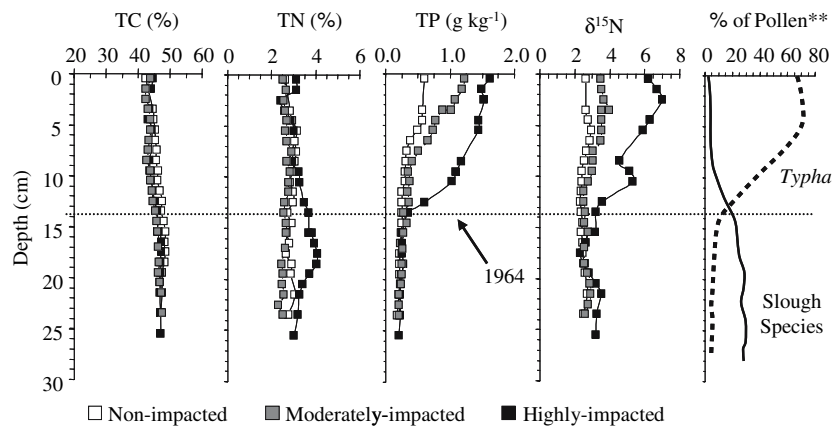 TC (%) TN (%) TP (g kg⁻¹) δ¹⁵N % of Pollen**
20 30 40 50 60 0 2 4 6 0.0 1.0 2.0 0 2 4 6 8 0 20 40 60 80
0
5
10
Typha
15
1964
20
Slough
Species
25
30
Depth (cm)
Non-impacted Moderately-impacted Highly-impacted